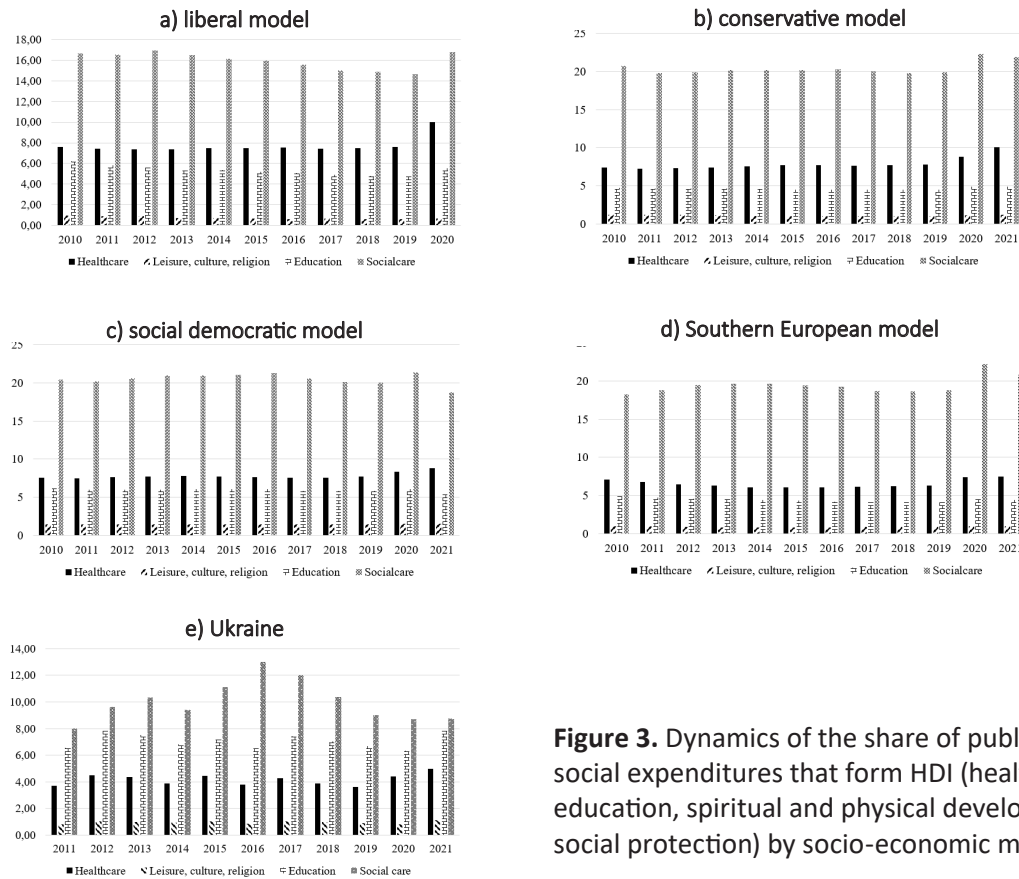 a) liberal model
18,00
16,00
14,00
12,00
10,00
8,00
6,00
4,00
2,00
0,00
2010 2011 2012 2013 2014 2015 2016 2017 2018 2019 2020
Healthcare Leisure, culture, religion Education Socialcare
b) conservative model
25
20
15
10
5
0
2010 2011 2012 2013 2014 2015 2016 2017 2018 2019 2020 2021
Healthcare Leisure, culture, religion Education Socialcare
c) social democratic model
25
20
15
10
5
0
2010 2011 2012 2013 2014 2015 2016 2017 2018 2019 2020 2021
Healthcare Leisure, culture, religion Education Socialcare
d) Southern European model
20
15
10
5
0
2010 2011 2012 2013 2014 2015 2016 2017 2018 2019 2020 2021
Healthcare Leisure, culture, religion Education Socialcare
e) Ukraine
14,00
12,00
10,00
8,00
6,00
4,00
2,00
0,00
2011 2012 2013 2014 2015 2016 2017 2018 2019 2020 2021
Healthcare Leisure, culture, religion Education Social care
Figure 3. Dynamics of the share of publ
social expenditures that form HDI (heal
education, spiritual and physical develo
social protection) by socio-economic m